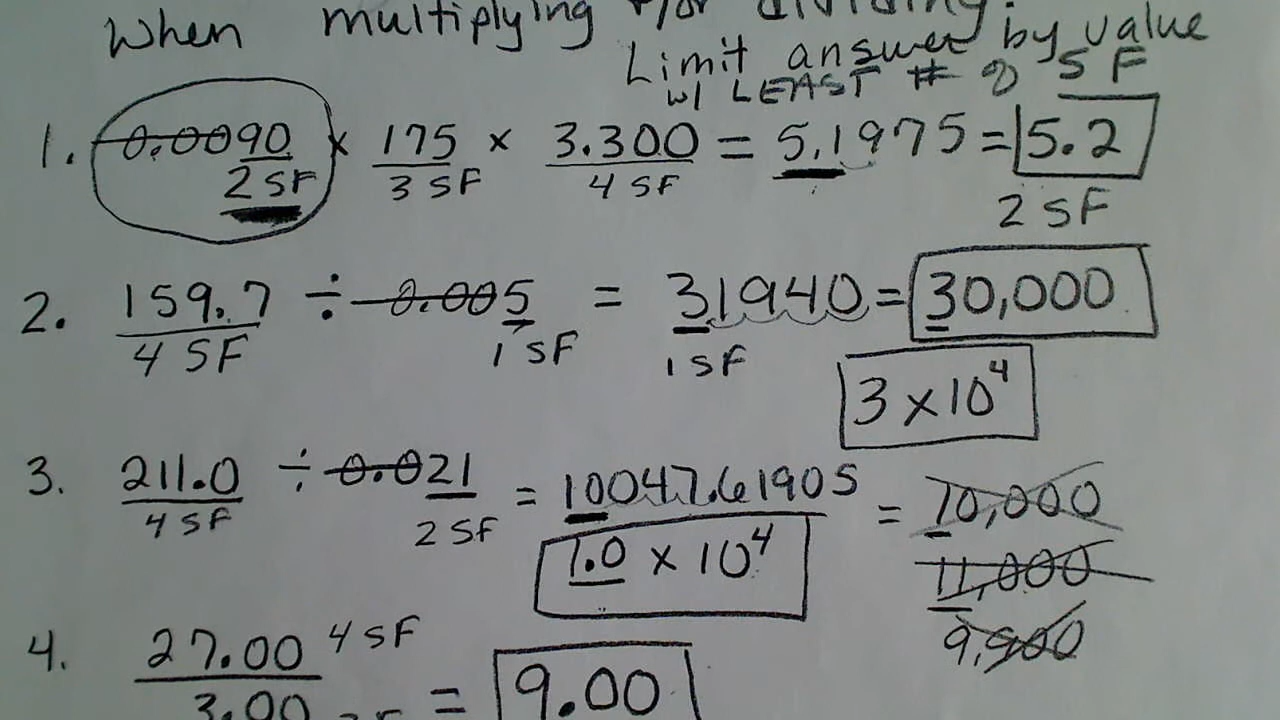 When multiplying +/or dividing.
Limit answer by value
w/ LEAST # of SF
1. 0.0090 × 175 × 3.300 = 5.1975 = 5.2
2 SF 3 SF 4 SF 2 SF
2. 159.7 ÷ 0.005 = 31940 = 30,000
4 SF 1 SF 1 SF
3 × 10⁴
3. 211.0 ÷ 0.021 = 10047.61905 = 10,000
4 SF 2 SF 1.0 × 10⁴ 11,000
9,900
4. 27.00 4 SF
3.00 = 9.00